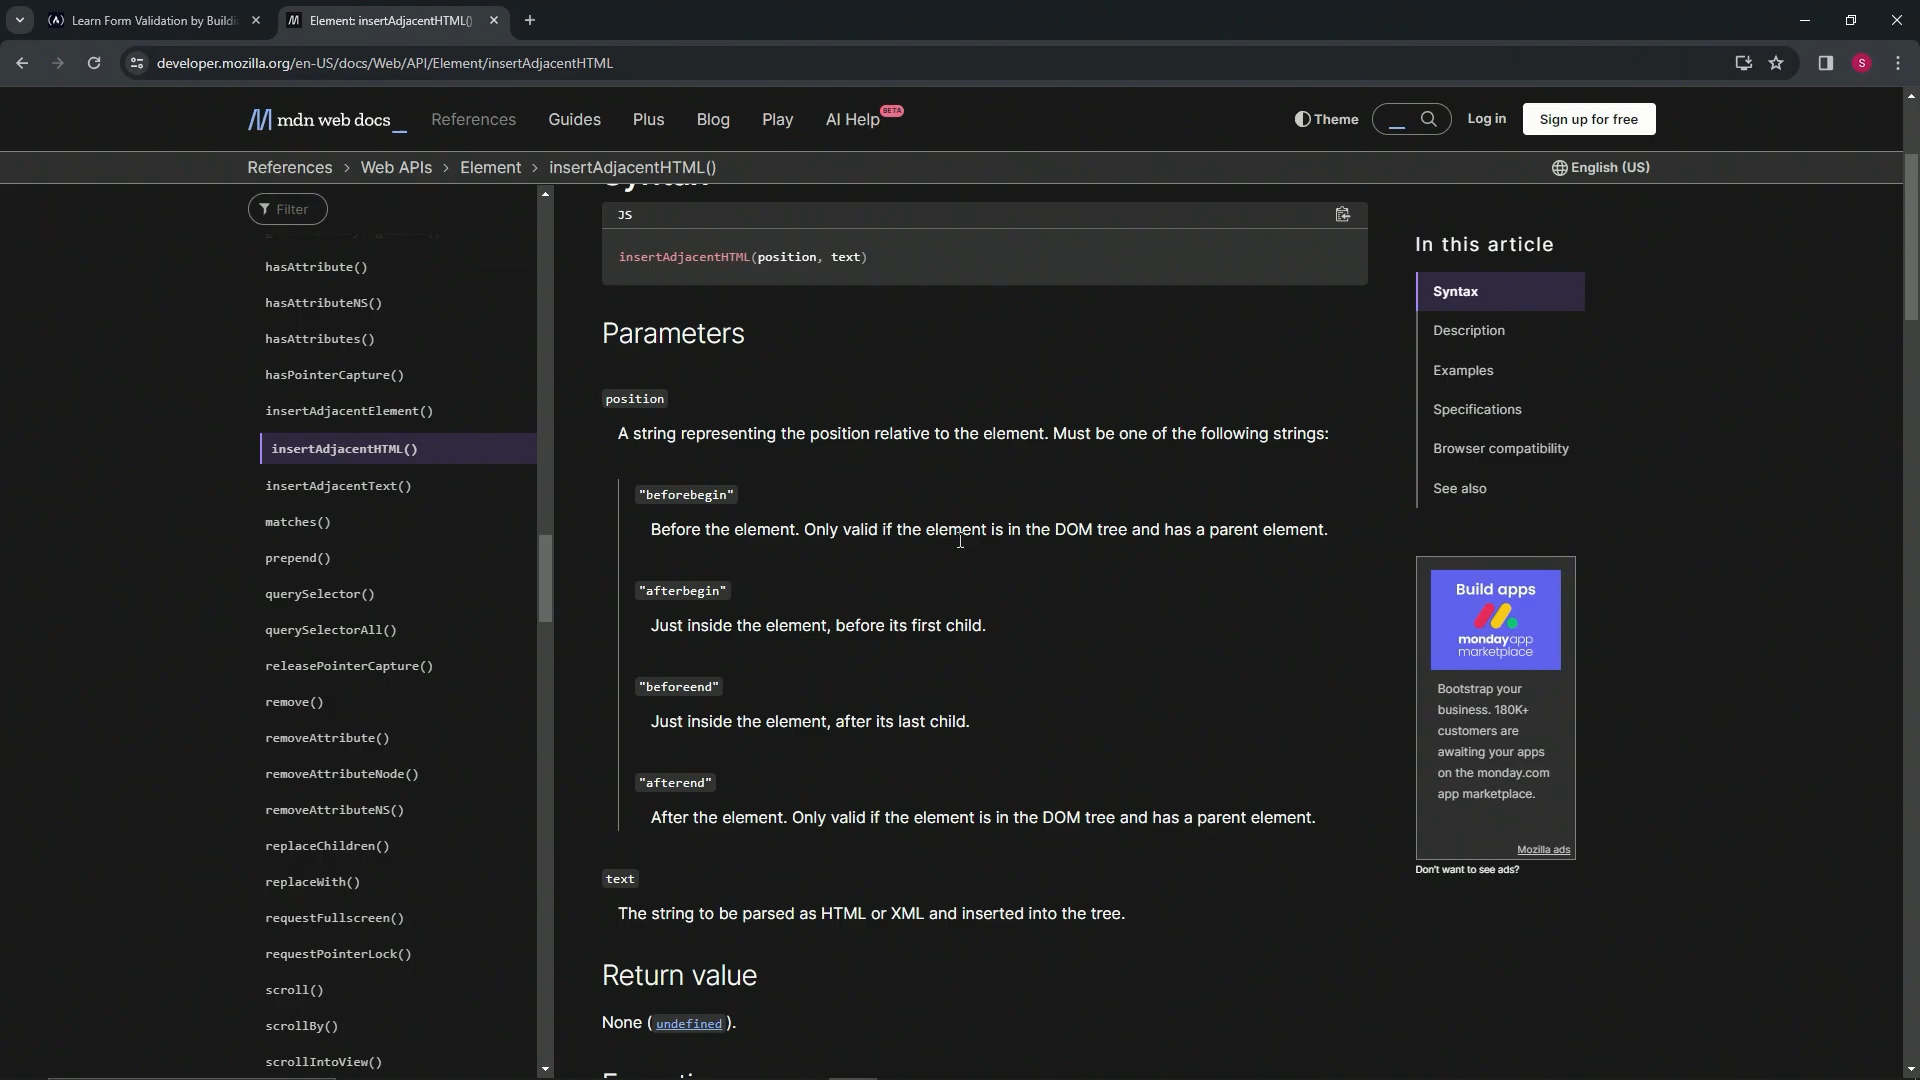 Learn Form Validation by Buildi
Element: insertAdjacentHTML()
developer.mozilla.org/en-US/docs/Web/API/Element/insertAdjacentHTML
S
mdn web docs
References
Guides
Plus
Blog
Play
AI Help
BETA
Theme
Log in
Sign up for free
References > Web APIs > Element > insertAdjacentHTML()
English (US)
Filter
hasAttribute()
hasAttributeNS()
hasAttributes()
hasPointerCapture()
insertAdjacentElement()
insertAdjacentHTML()
insertAdjacentText()
matches()
prepend()
querySelector()
querySelectorAll()
releasePointerCapture()
remove()
removeAttribute()
removeAttributeNode()
removeAttributeNS()
replaceChildren()
replaceWith()
requestFullscreen()
requestPointerLock()
scroll()
scrollBy()
scrollIntoView()
JS
insertAdjacentHTML(position, text)
Parameters
position
A string representing the position relative to the element. Must be one of the following strings:
"beforebegin"
Before the element. Only valid if the element is in the DOM tree and has a parent element.
"afterbegin"
Just inside the element, before its first child.
"beforeend"
Just inside the element, after its last child.
"afterend"
After the element. Only valid if the element is in the DOM tree and has a parent element.
text
The string to be parsed as HTML or XML and inserted into the tree.
Return value
None (undefined).
In this article
Syntax
Description
Examples
Specifications
Browser compatibility
See also
Build apps
monday app
marketplace
Bootstrap your
business. 180K+
customers are
awaiting your apps
on the monday.com
app marketplace.
Mozilla ads
Don't want to see ads?